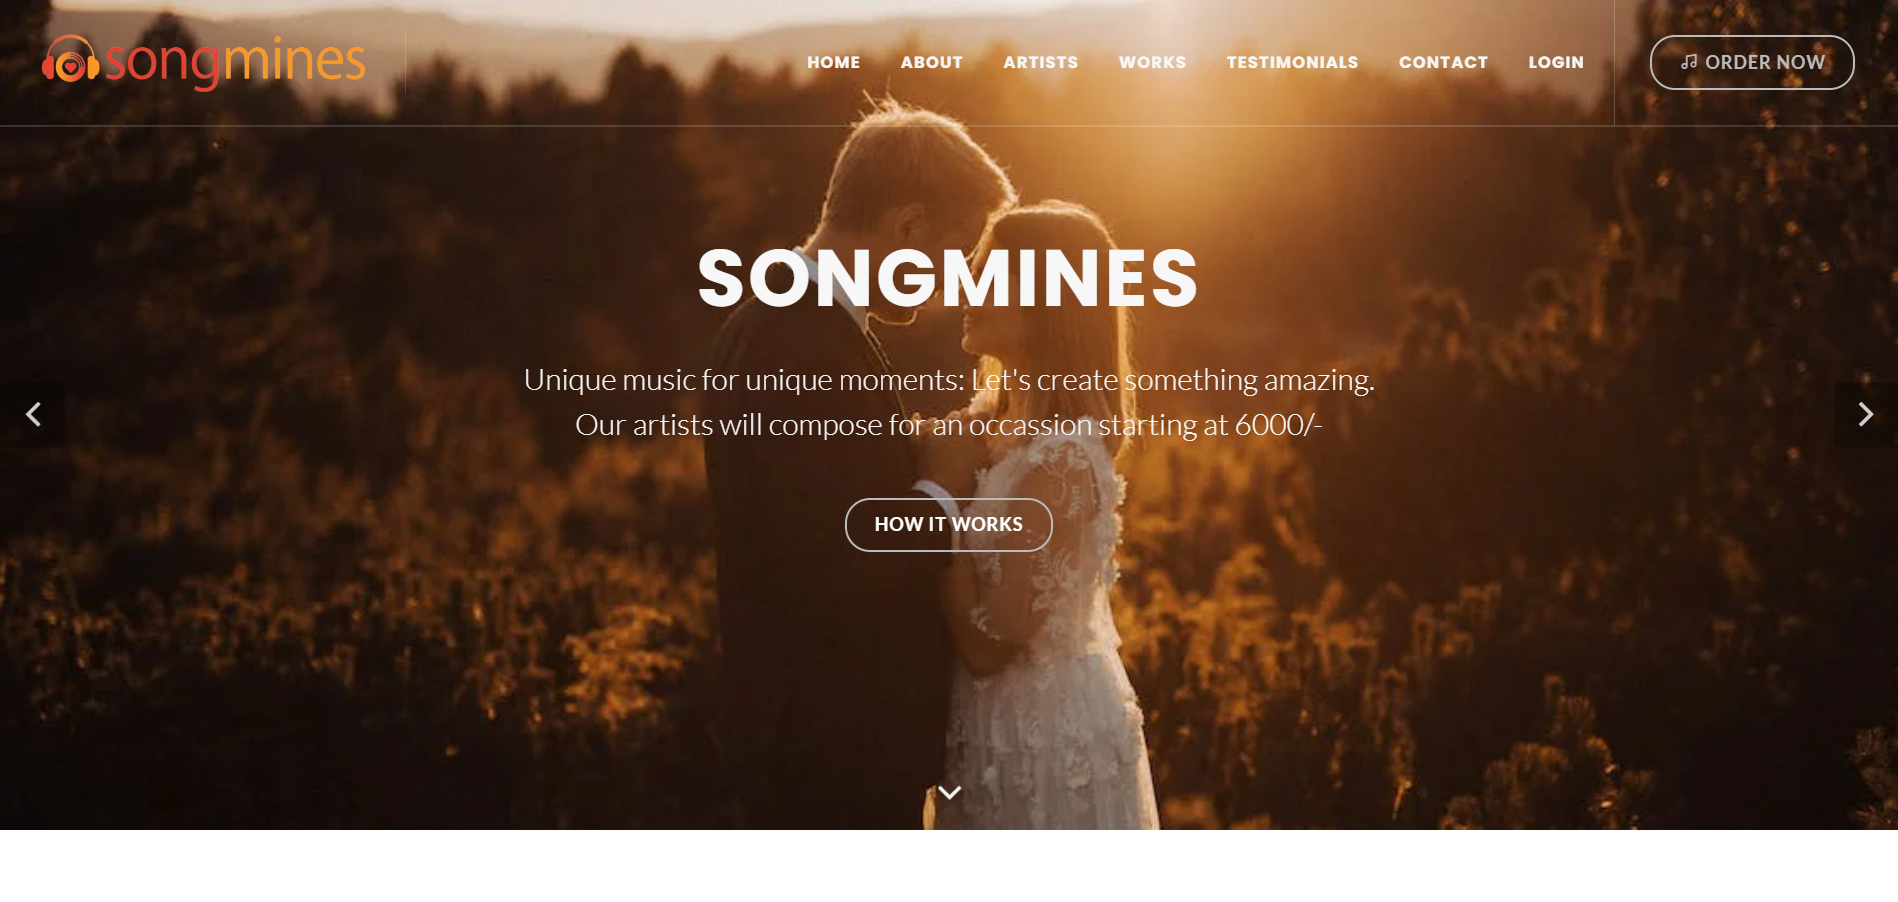 songmines
HOME ABOUT ARTISTS WORKS TESTIMONIALS CONTACT LOGIN ORDER NOW
SONGMINES
Unique music for unique moments: Let's create something amazing.
Our artists will compose for an occassion starting at 6000/-
HOW IT WORKS